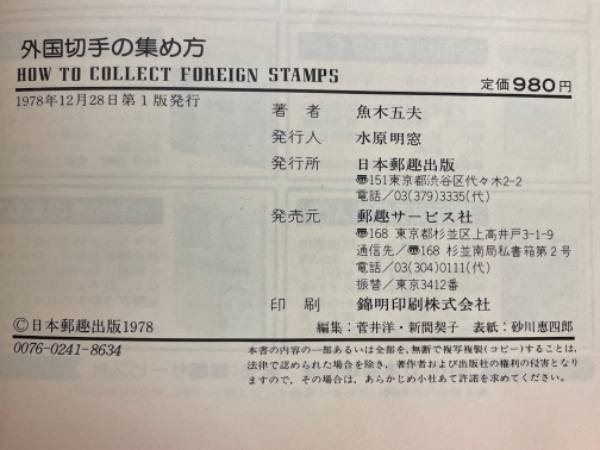 外国切手の集め方
HOW TO COLLECT FOREIGN STAMPS
定価980円
1978年12月28日第1版発行
著者 魚木五夫
発行人 水原明窓
発行所 日本郵趣出版
〠151東京都渋谷区代々木2-2
電話/03(379)3335(代)
発売元 郵趣サービス社
〠168 東京都杉並区上高井戸3-1-9
通信先/〠168 杉並南局私書箱第2号
電話/03(304)0111(代)
振替/東京3412番
印刷 錦明印刷株式会社
©日本郵趣出版1978
編集:菅井洋・新間契子 表紙:砂川恵四郎
0076-0241-8634
本書の内容の一部あるいは全部を、無断で複写複製(コピー)することは、
法律で認められた場合を除き、著作者および出版社の権利の侵害となり
ますので、その場合は、あらかじめ小社あて許諾を求めてください。